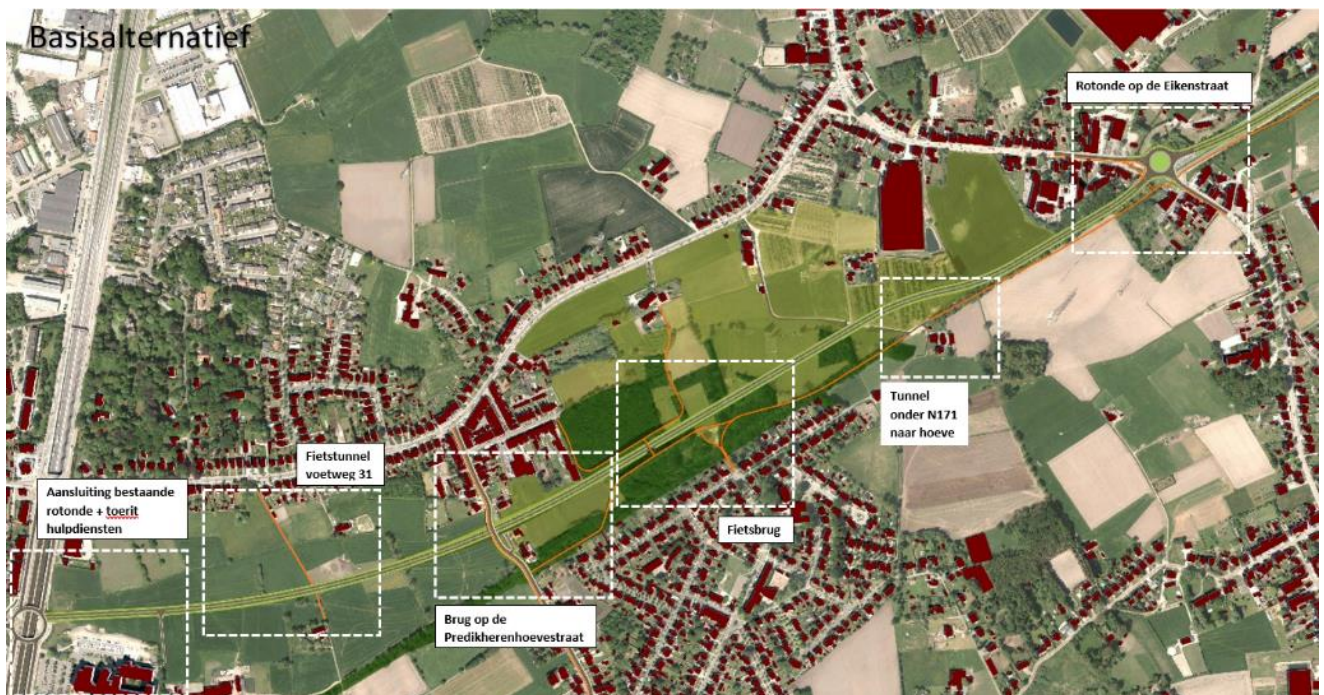 Basisalternatief
Rotonde op de Eikenstraat
Tunnel
onder N171
naar hoeve
Fietstunnel
voetweg 31
Aansluiting bestaande
rotonde + toerit
hulpdiensten
Fietsbrug
Brug op de
Predikherenhoevestraat